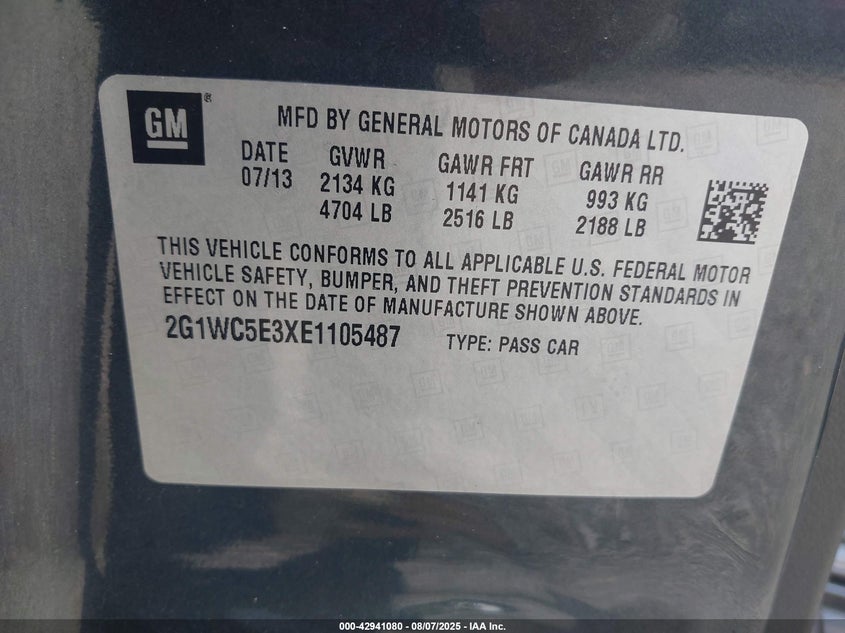 GM
MFD BY GENERAL MOTORS OF CANADA LTD.
DATE GVWR GAWR FRT GAWR RR
07/13 2134 KG 1141 KG 993 KG
4704 LB 2516 LB 2188 LB
THIS VEHICLE CONFORMS TO ALL APPLICABLE U.S. FEDERAL MOTOR
VEHICLE SAFETY, BUMPER, AND THEFT PREVENTION STANDARDS IN
EFFECT ON THE DATE OF MANUFACTURE SHOWN ABOVE.
2G1WC5E3XE1105487 TYPE: PASS CAR
000-42941080 - 08/07/2025 - IAA Inc.